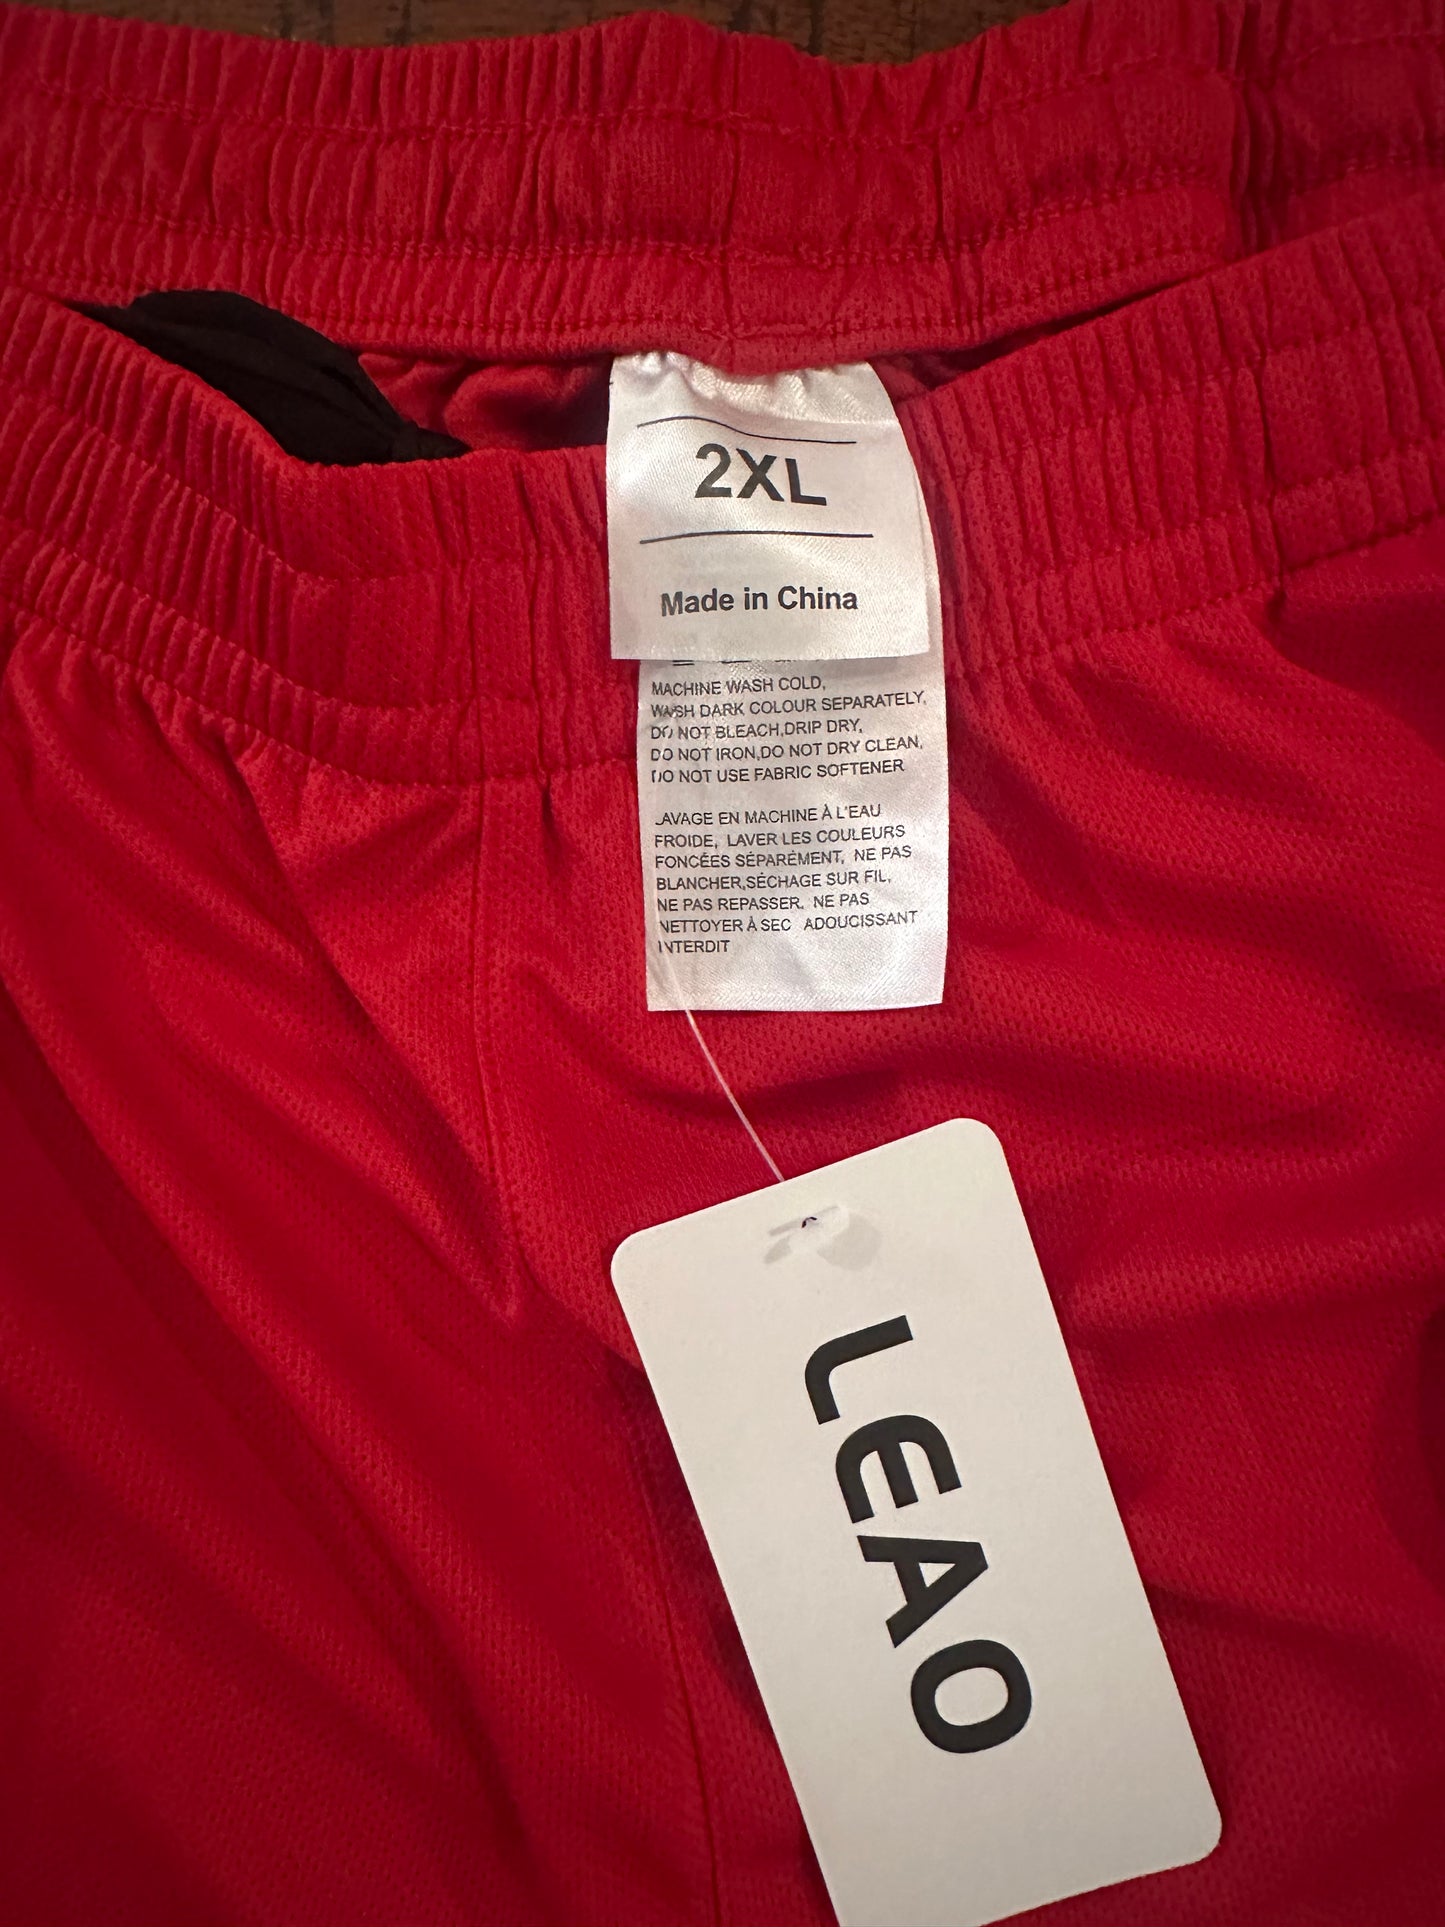 2XL
Made in China
MACHINE WASH COLD,
WASH DARK COLOUR SEPARATELY,
DO NOT BLEACH,DRIP DRY,
DO NOT IRON,DO NOT DRY CLEAN,
DO NOT USE FABRIC SOFTENER
LAVAGE EN MACHINE À L'EAU
FROIDE, LAVER LES COULEURS
FONCÉES SÉPARÉMENT, NE PAS
BLANCHER,SÉCHAGE SUR FIL,
NE PAS REPASSER, NE PAS
NETTOYER À SEC ADOUCISSANT
INTERDIT
LEAO